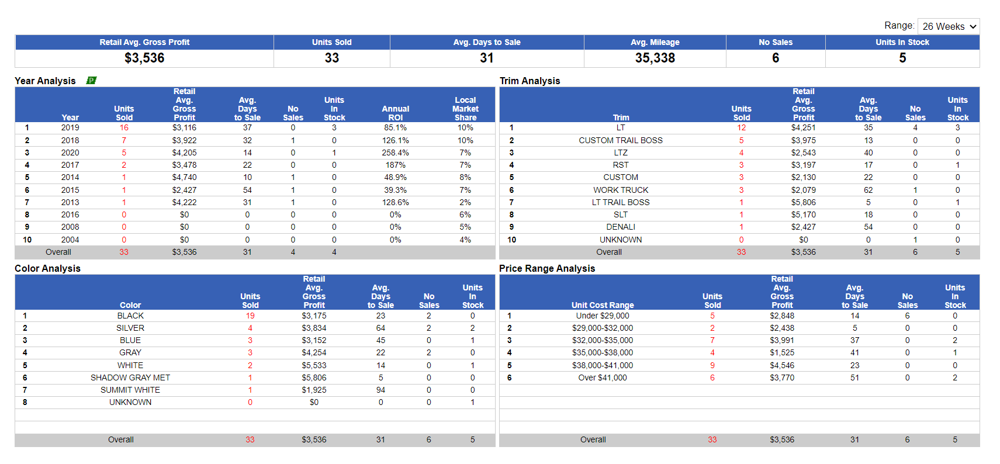 Range: 26 Weeks
Retail Avg. Gross Profit Units Sold Avg. Days to Sale Avg. Mileage No Sales Units In Stock
$3,536 33 31 35,338 6 5
Year Analysis P
Year Units Sold Retail Avg. Gross Profit Avg. Days to Sale No Sales Units In Stock Annual ROI Local Market Share
1 2019 16 $3,116 37 0 3 85.1% 10%
2 2018 7 $3,922 32 1 0 126.1% 10%
3 2020 5 $4,205 14 0 1 258.4% 7%
4 2017 2 $3,478 22 0 0 187% 7%
5 2014 1 $4,740 10 1 0 48.9% 8%
6 2015 1 $2,427 54 1 0 39.3% 7%
7 2013 1 $4,222 31 1 0 128.6% 2%
8 2016 0 $0 0 0 0 0% 6%
9 2008 0 $0 0 0 0 0% 5%
10 2004 0 $0 0 0 0 0% 4%
Overall 33 $3,536 31 4 4
Trim Analysis
Trim Units Sold Retail Avg. Gross Profit Avg. Days to Sale No Sales Units In Stock
1 LT 12 $4,251 35 4 3
2 CUSTOM TRAIL BOSS 5 $3,975 13 0 0
3 LTZ 4 $2,543 40 0 0
4 RST 3 $3,197 17 0 1
5 CUSTOM 3 $2,130 22 0 0
6 WORK TRUCK 3 $2,079 62 1 0
7 LT TRAIL BOSS 1 $5,806 5 0 1
8 SLT 1 $5,170 18 0 0
9 DENALI 1 $2,427 54 0 0
10 UNKNOWN 0 $0 0 1 0
Overall 33 $3,536 31 6 5
Color Analysis
Color Units Sold Retail Avg. Gross Profit Avg. Days to Sale No Sales Units In Stock
1 BLACK 19 $3,175 23 2 0
2 SILVER 4 $3,834 64 2 2
3 BLUE 3 $3,152 45 0 1
4 GRAY 3 $4,254 22 2 0
5 WHITE 2 $5,533 14 0 1
6 SHADOW GRAY MET 1 $5,806 5 0 0
7 SUMMIT WHITE 1 $1,925 94 0 0
8 UNKNOWN 0 $0 0 0 1
Overall 33 $3,536 31 6 5
Price Range Analysis
Unit Cost Range Units Sold Retail Avg. Gross Profit Avg. Days to Sale No Sales Units In Stock
1 Under $29,000 5 $2,848 14 6 0
2 $29,000-$32,000 2 $2,438 5 0 0
3 $32,000-$35,000 7 $3,991 37 0 2
4 $35,000-$38,000 4 $1,525 41 0 1
5 $38,000-$41,000 9 $4,546 23 0 0
6 Over $41,000 6 $3,770 51 0 2
Overall 33 $3,536 31 6 5